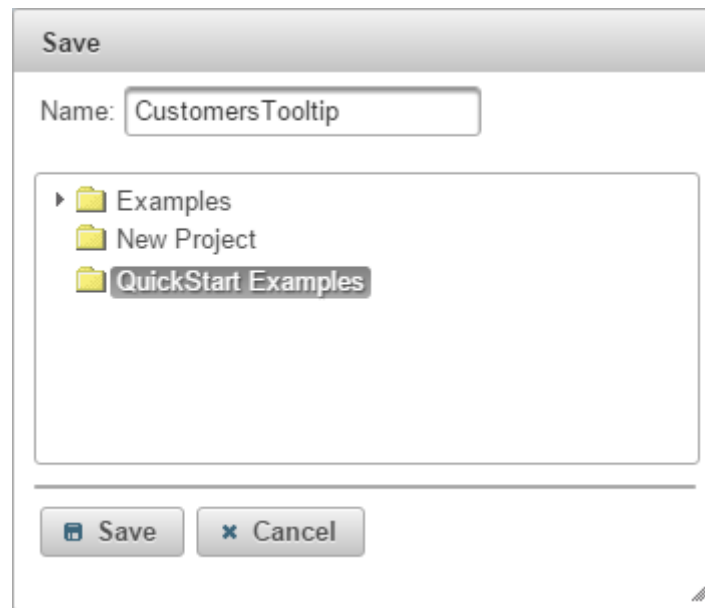 Save
Name: CustomersTooltip
Examples
New Project
QuickStart Examples
Save Cancel